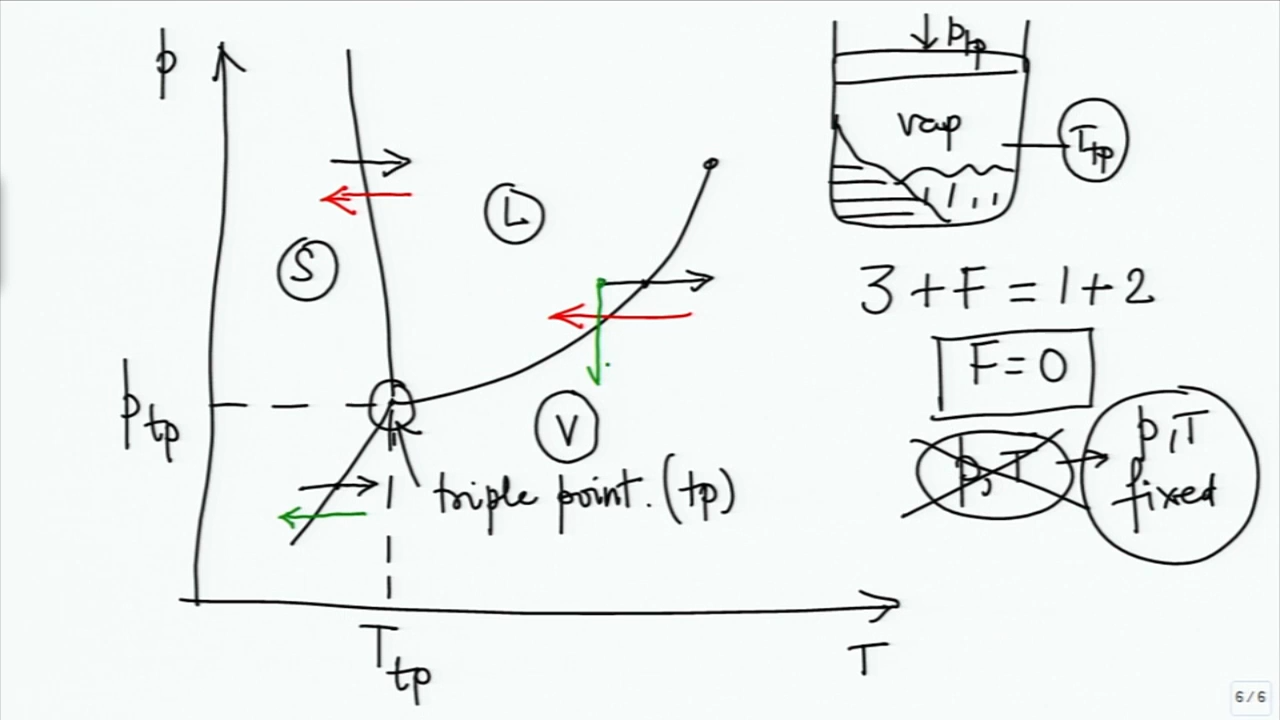 p
S
L
V
p_tp
triple point. (tp)
T_tp
T
↓ p_tp
vap
T_tp
3 + F = 1 + 2
F = 0
p, T → p, T
fixed
6 / 6